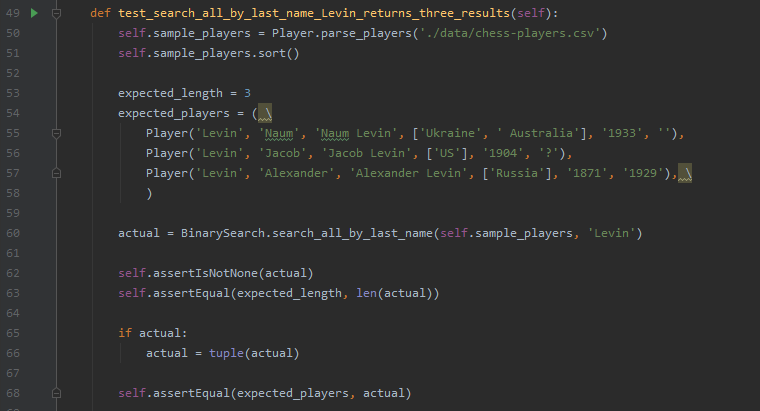 49 def test_search_all_by_last_name_Levin_returns_three_results(self):
50 self.sample_players = Player.parse_players('./data/chess-players.csv')
51 self.sample_players.sort()
52
53 expected_length = 3
54 expected_players = ( \
55 Player('Levin', 'Naum', 'Naum Levin', ['Ukraine', ' Australia'], '1933', ''),
56 Player('Levin', 'Jacob', 'Jacob Levin', ['US'], '1904', '?'),
57 Player('Levin', 'Alexander', 'Alexander Levin', ['Russia'], '1871', '1929'), \
58 )
59
60 actual = BinarySearch.search_all_by_last_name(self.sample_players, 'Levin')
61
62 self.assertIsNotNone(actual)
63 self.assertEqual(expected_length, len(actual))
64
65 if actual:
66 actual = tuple(actual)
67
68 self.assertEqual(expected_players, actual)